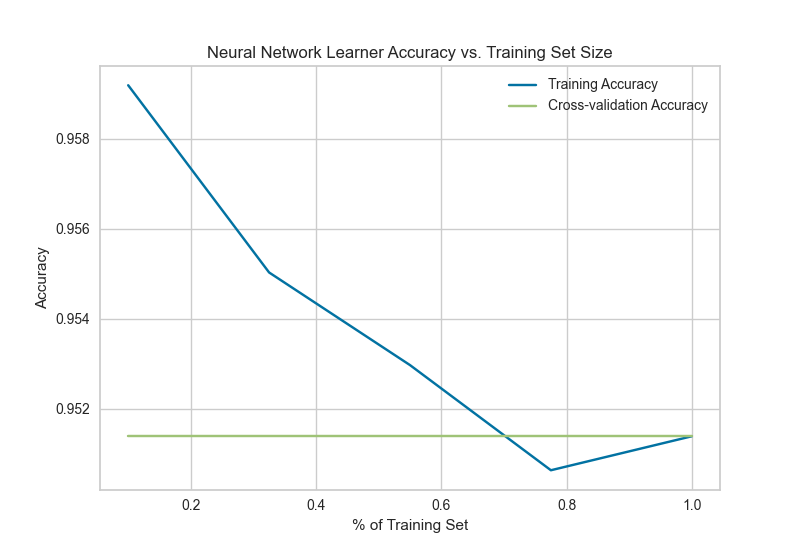 Neural Network Learner Accuracy vs. Training Set Size
Training Accuracy
Cross-validation Accuracy
0.958
0.956
0.954
0.952
Accuracy
0.2
0.4
0.6
0.8
1.0
% of Training Set